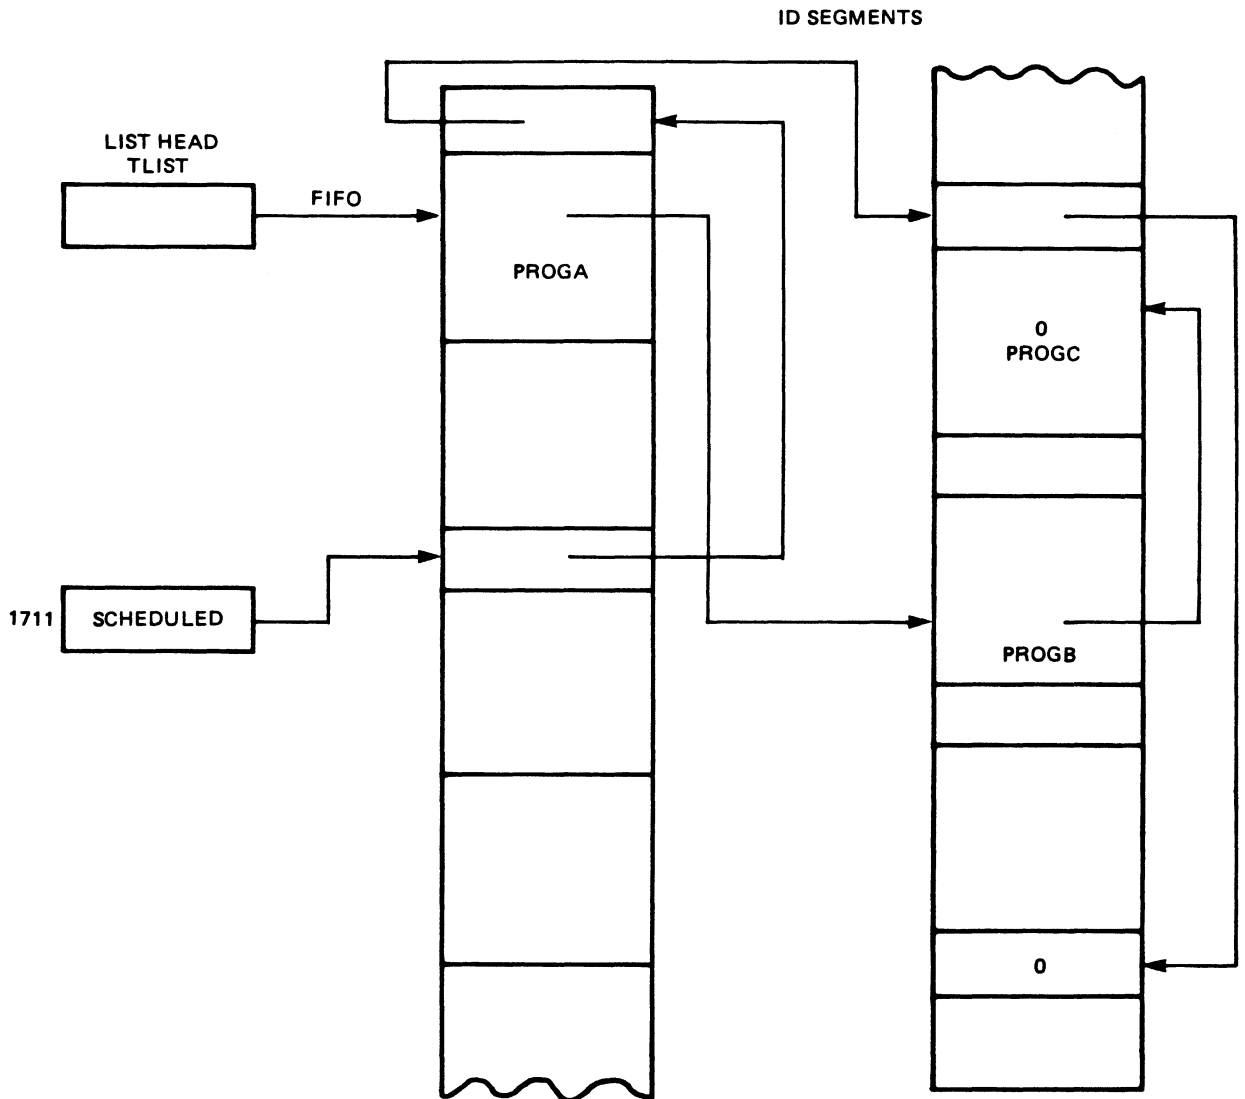 ID SEGMENTS
LIST HEAD
TLIST
FIFO
PROGA
0
PROGC
1711
SCHEDULED
PROGB
0